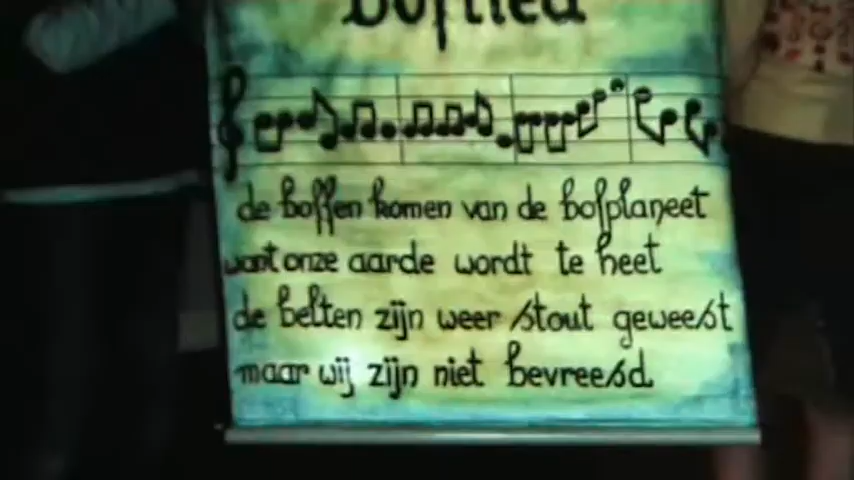 Boflied
de boffen komen van de bofplaneet
want onze aarde wordt te heet
de belten zijn weer stout geweest
maar wij zijn niet bevreesd.